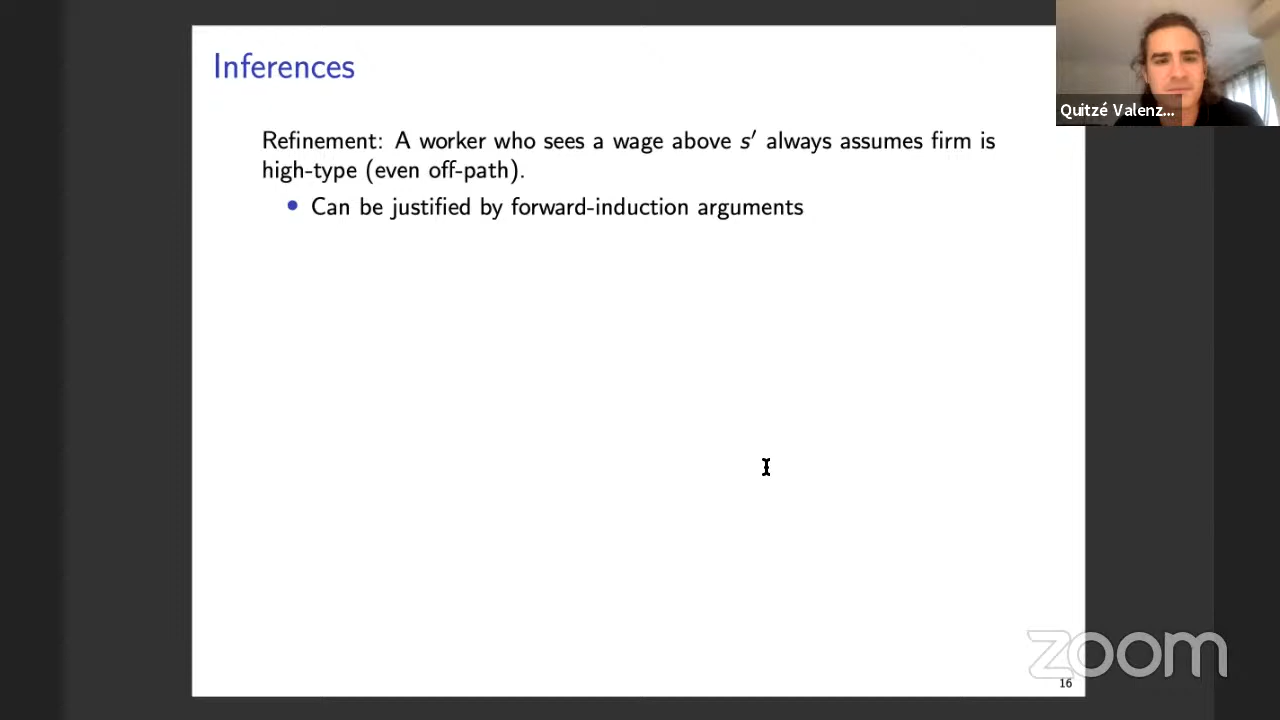 Inferences
Quitzé Valenz...
Refinement: A worker who sees a wage above s′ always assumes firm is
high-type (even off-path).
• Can be justified by forward-induction arguments
zoom
16